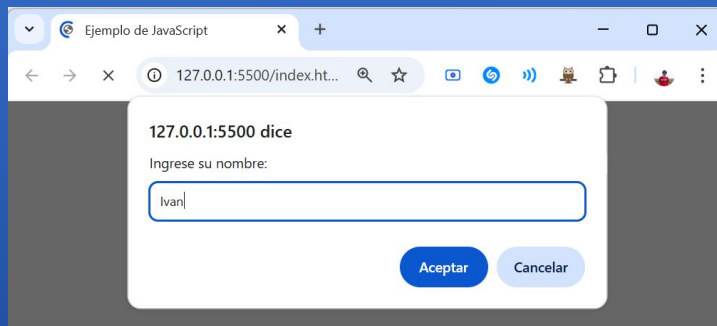 Ejemplo de JavaScript
127.0.0.1:5500/index.ht...
127.0.0.1:5500 dice
Ingrese su nombre:
Ivan
Aceptar Cancelar